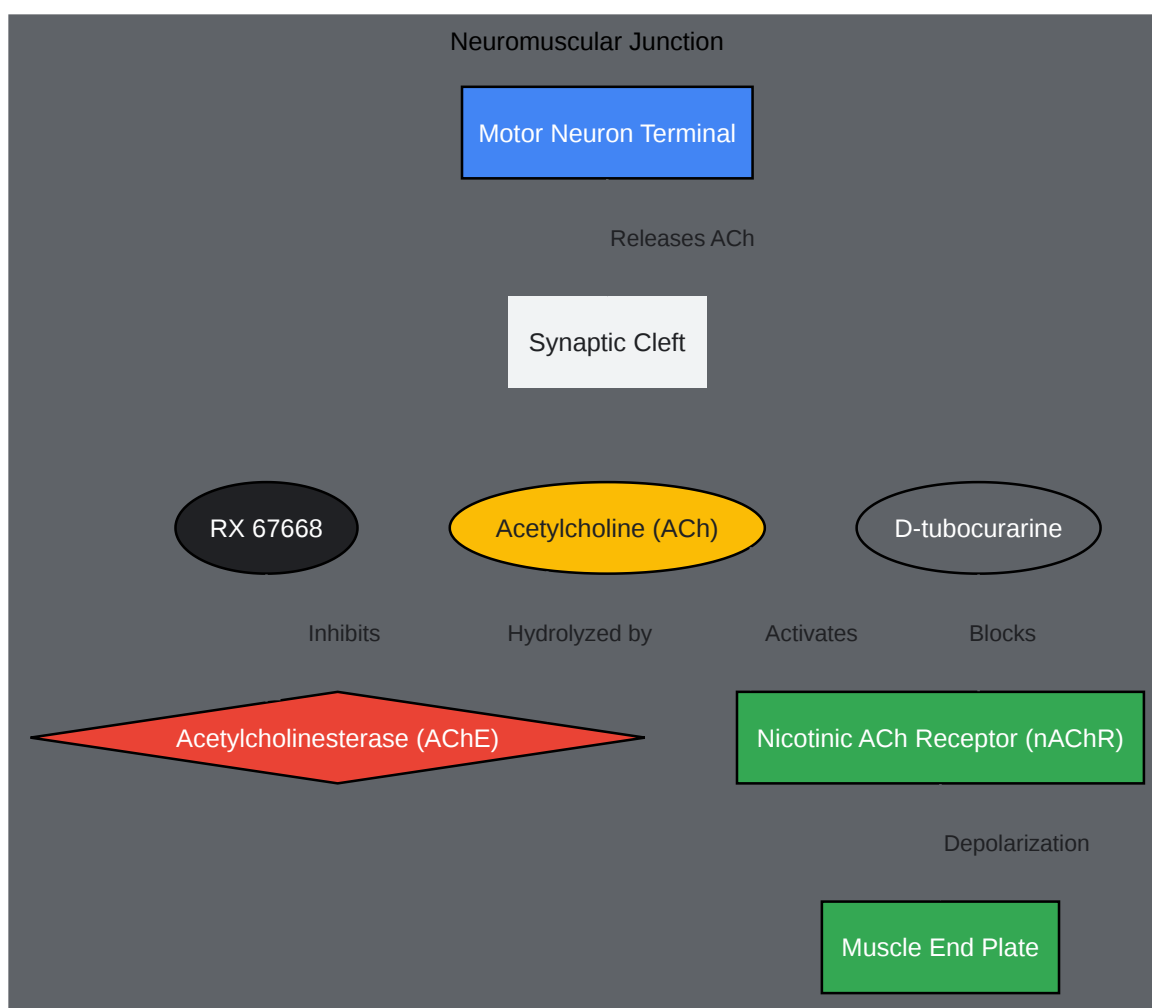 Neuromuscular Junction
Motor Neuron Terminal
Releases ACh
Synaptic Cleft
RX 67668
Acetylcholine (ACh)
D-tubocurarine
Inhibits
Hydrolyzed by
Activates
Blocks
Acetylcholinesterase (AChE)
Nicotinic ACh Receptor (nAChR)
Depolarization
Muscle End Plate